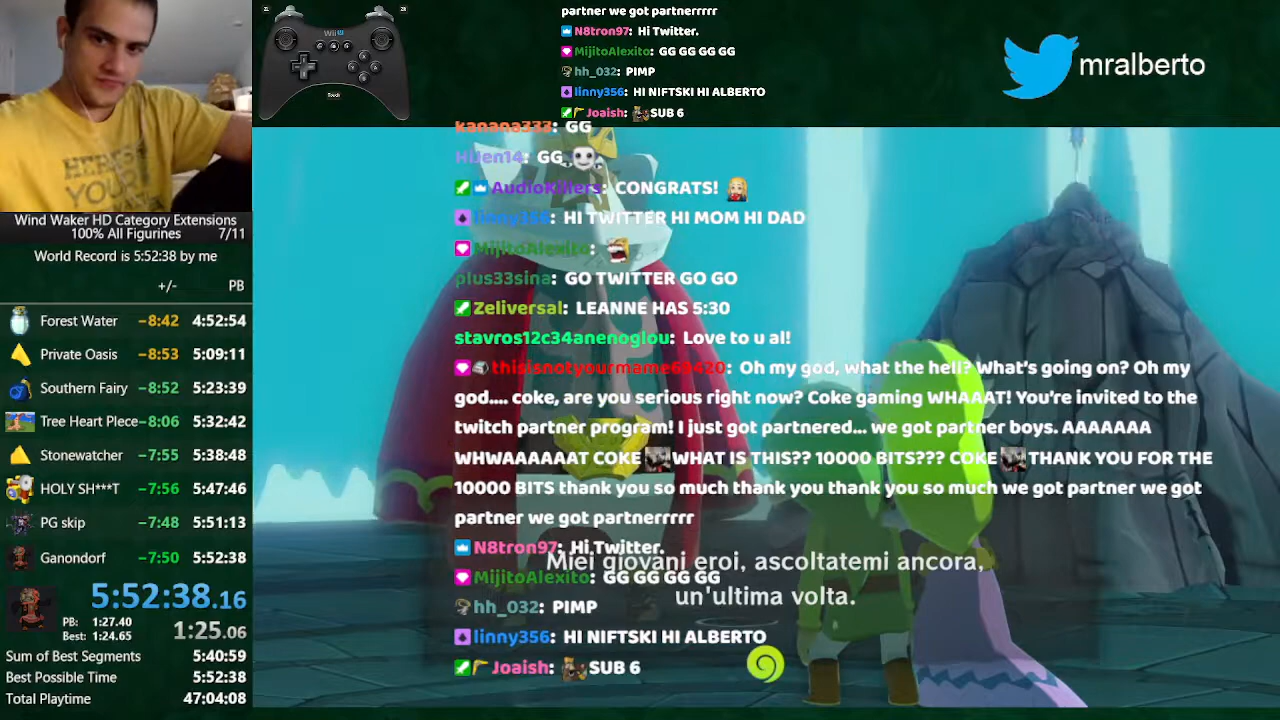 partner we got partnerrrrr
N8tron97: Hi Twitter.
MijitoAlexito: GG GG GG GG
hh_032: PIMP
linny356: HI NIFTSKI HI ALBERTO
Joaish: SUB 6
mralberto
Wii U
Wind Waker HD Category Extensions
100% All Figurines 7/11
World Record is 5:52:38 by me
+/- PB
Forest Water −8:42 4:52:54
Private Oasis −8:53 5:09:11
Southern Fairy −8:52 5:23:39
Tree Heart Piece −8:06 5:32:42
Stonewatcher −7:55 5:38:48
HOLY SH***T −7:56 5:47:46
PG skip −7:48 5:51:13
Ganondorf −7:50 5:52:38
5:52:38.16
PB: 1:27.40
Best: 1:24.65
1:25.06
Sum of Best Segments 5:40:59
Best Possible Time 5:52:38
Total Playtime 47:04:08
kanana333: GG
HiJen14: GG
AudioKillers: CONGRATS!
linny356: HI TWITTER HI MOM HI DAD
MijitoAlexito:
plus33sina: GO TWITTER GO GO
Zeliversal: LEANNE HAS 5:30
stavros12c34anenoglou: Love to u al!
thisisnotyourmame69420: Oh my god, what the hell? What's going on? Oh my
god.... coke, are you serious right now? Coke gaming WHAAAT! You're invited to the
twitch partner program! I just got partnered... we got partner boys. AAAAAAA
WHWAAAAAAT COKE WHAT IS THIS?? 10000 BITS??? COKE THANK YOU FOR THE
10000 BITS thank you so much thank you thank you so much we got partner we got
partner we got partnerrrrr
N8tron97: Hi Twitter.
MijitoAlexito: GG GG GG GG
hh_032: PIMP
linny356: HI NIFTSKI HI ALBERTO
Joaish: SUB 6
Miei giovani eroi, ascoltatemi ancora,
un'ultima volta.